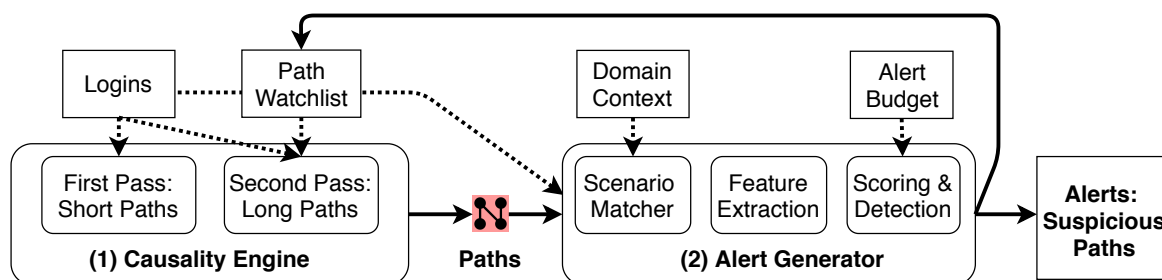 Logins
Path
Watchlist
Domain
Context
Alert
Budget
First Pass:
Short Paths
Second Pass:
Long Paths
Scenario
Matcher
Feature
Extraction
Scoring &
Detection
Alerts:
Suspicious
Paths
(1) Causality Engine
Paths
(2) Alert Generator